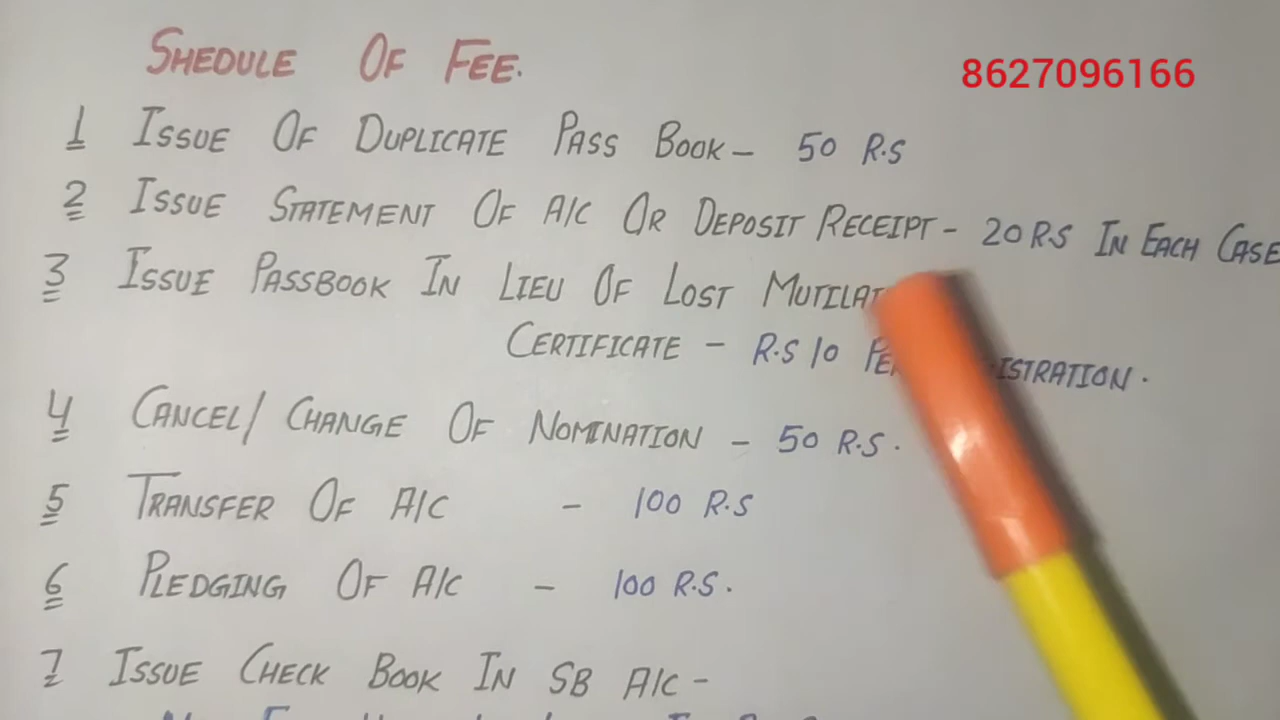 SHEDULE OF FEE.
8627096166
1 ISSUE OF DUPLICATE PASS BOOK - 50 R.S
2 ISSUE STATEMENT OF A/C OR DEPOSIT RECEIPT - 20 RS IN EACH CASE
3 ISSUE PASSBOOK IN LIEU OF LOST
CERTIFICATE - R.S 10
4 CANCEL/ CHANGE OF NOMINATION - 50 R.S.
5 TRANSFER OF A/C - 100 R.S
6 PLEDGING OF A/C - 100 R.S.
7 ISSUE CHECK BOOK IN SB A/C -